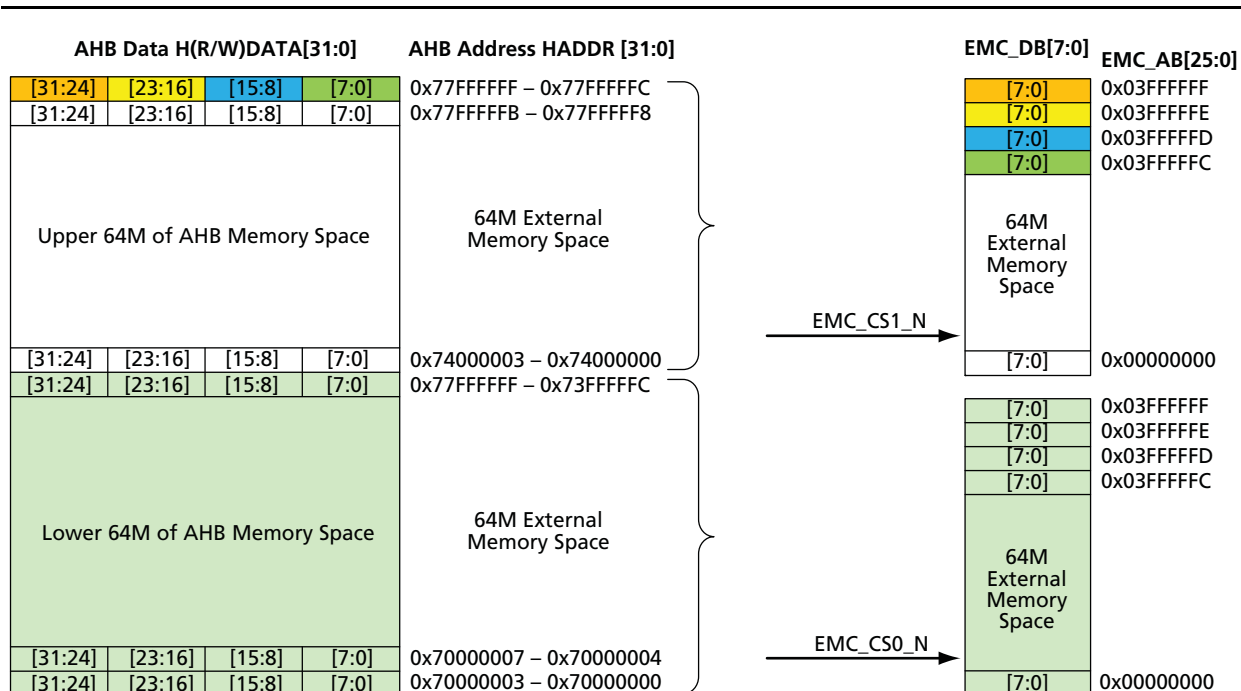 AHB Data H(R/W)DATA[31:0] AHB Address HADDR [31:0] EMC_DB[7:0] EMC_AB[25:0]
[31:24] [23:16] [15:8] [7:0] 0x77FFFFFF – 0x77FFFFFC [7:0] 0x03FFFFFF
[31:24] [23:16] [15:8] [7:0] 0x77FFFFFB – 0x77FFFFF8 [7:0] 0x03FFFFFE
[7:0] 0x03FFFFFD
[7:0] 0x03FFFFFC
Upper 64M of AHB Memory Space
64M External
Memory Space
64M
External
Memory
Space
EMC_CS1_N
[31:24] [23:16] [15:8] [7:0] 0x74000003 – 0x74000000 [7:0] 0x00000000
[31:24] [23:16] [15:8] [7:0] 0x77FFFFFF – 0x73FFFFFC
[7:0] 0x03FFFFFF
[7:0] 0x03FFFFFE
[7:0] 0x03FFFFFD
[7:0] 0x03FFFFFC
Lower 64M of AHB Memory Space
64M External
Memory Space
64M
External
Memory
Space
EMC_CS0_N
[31:24] [23:16] [15:8] [7:0] 0x70000007 – 0x70000004
[31:24] [23:16] [15:8] [7:0] 0x70000003 – 0x70000000 [7:0] 0x00000000